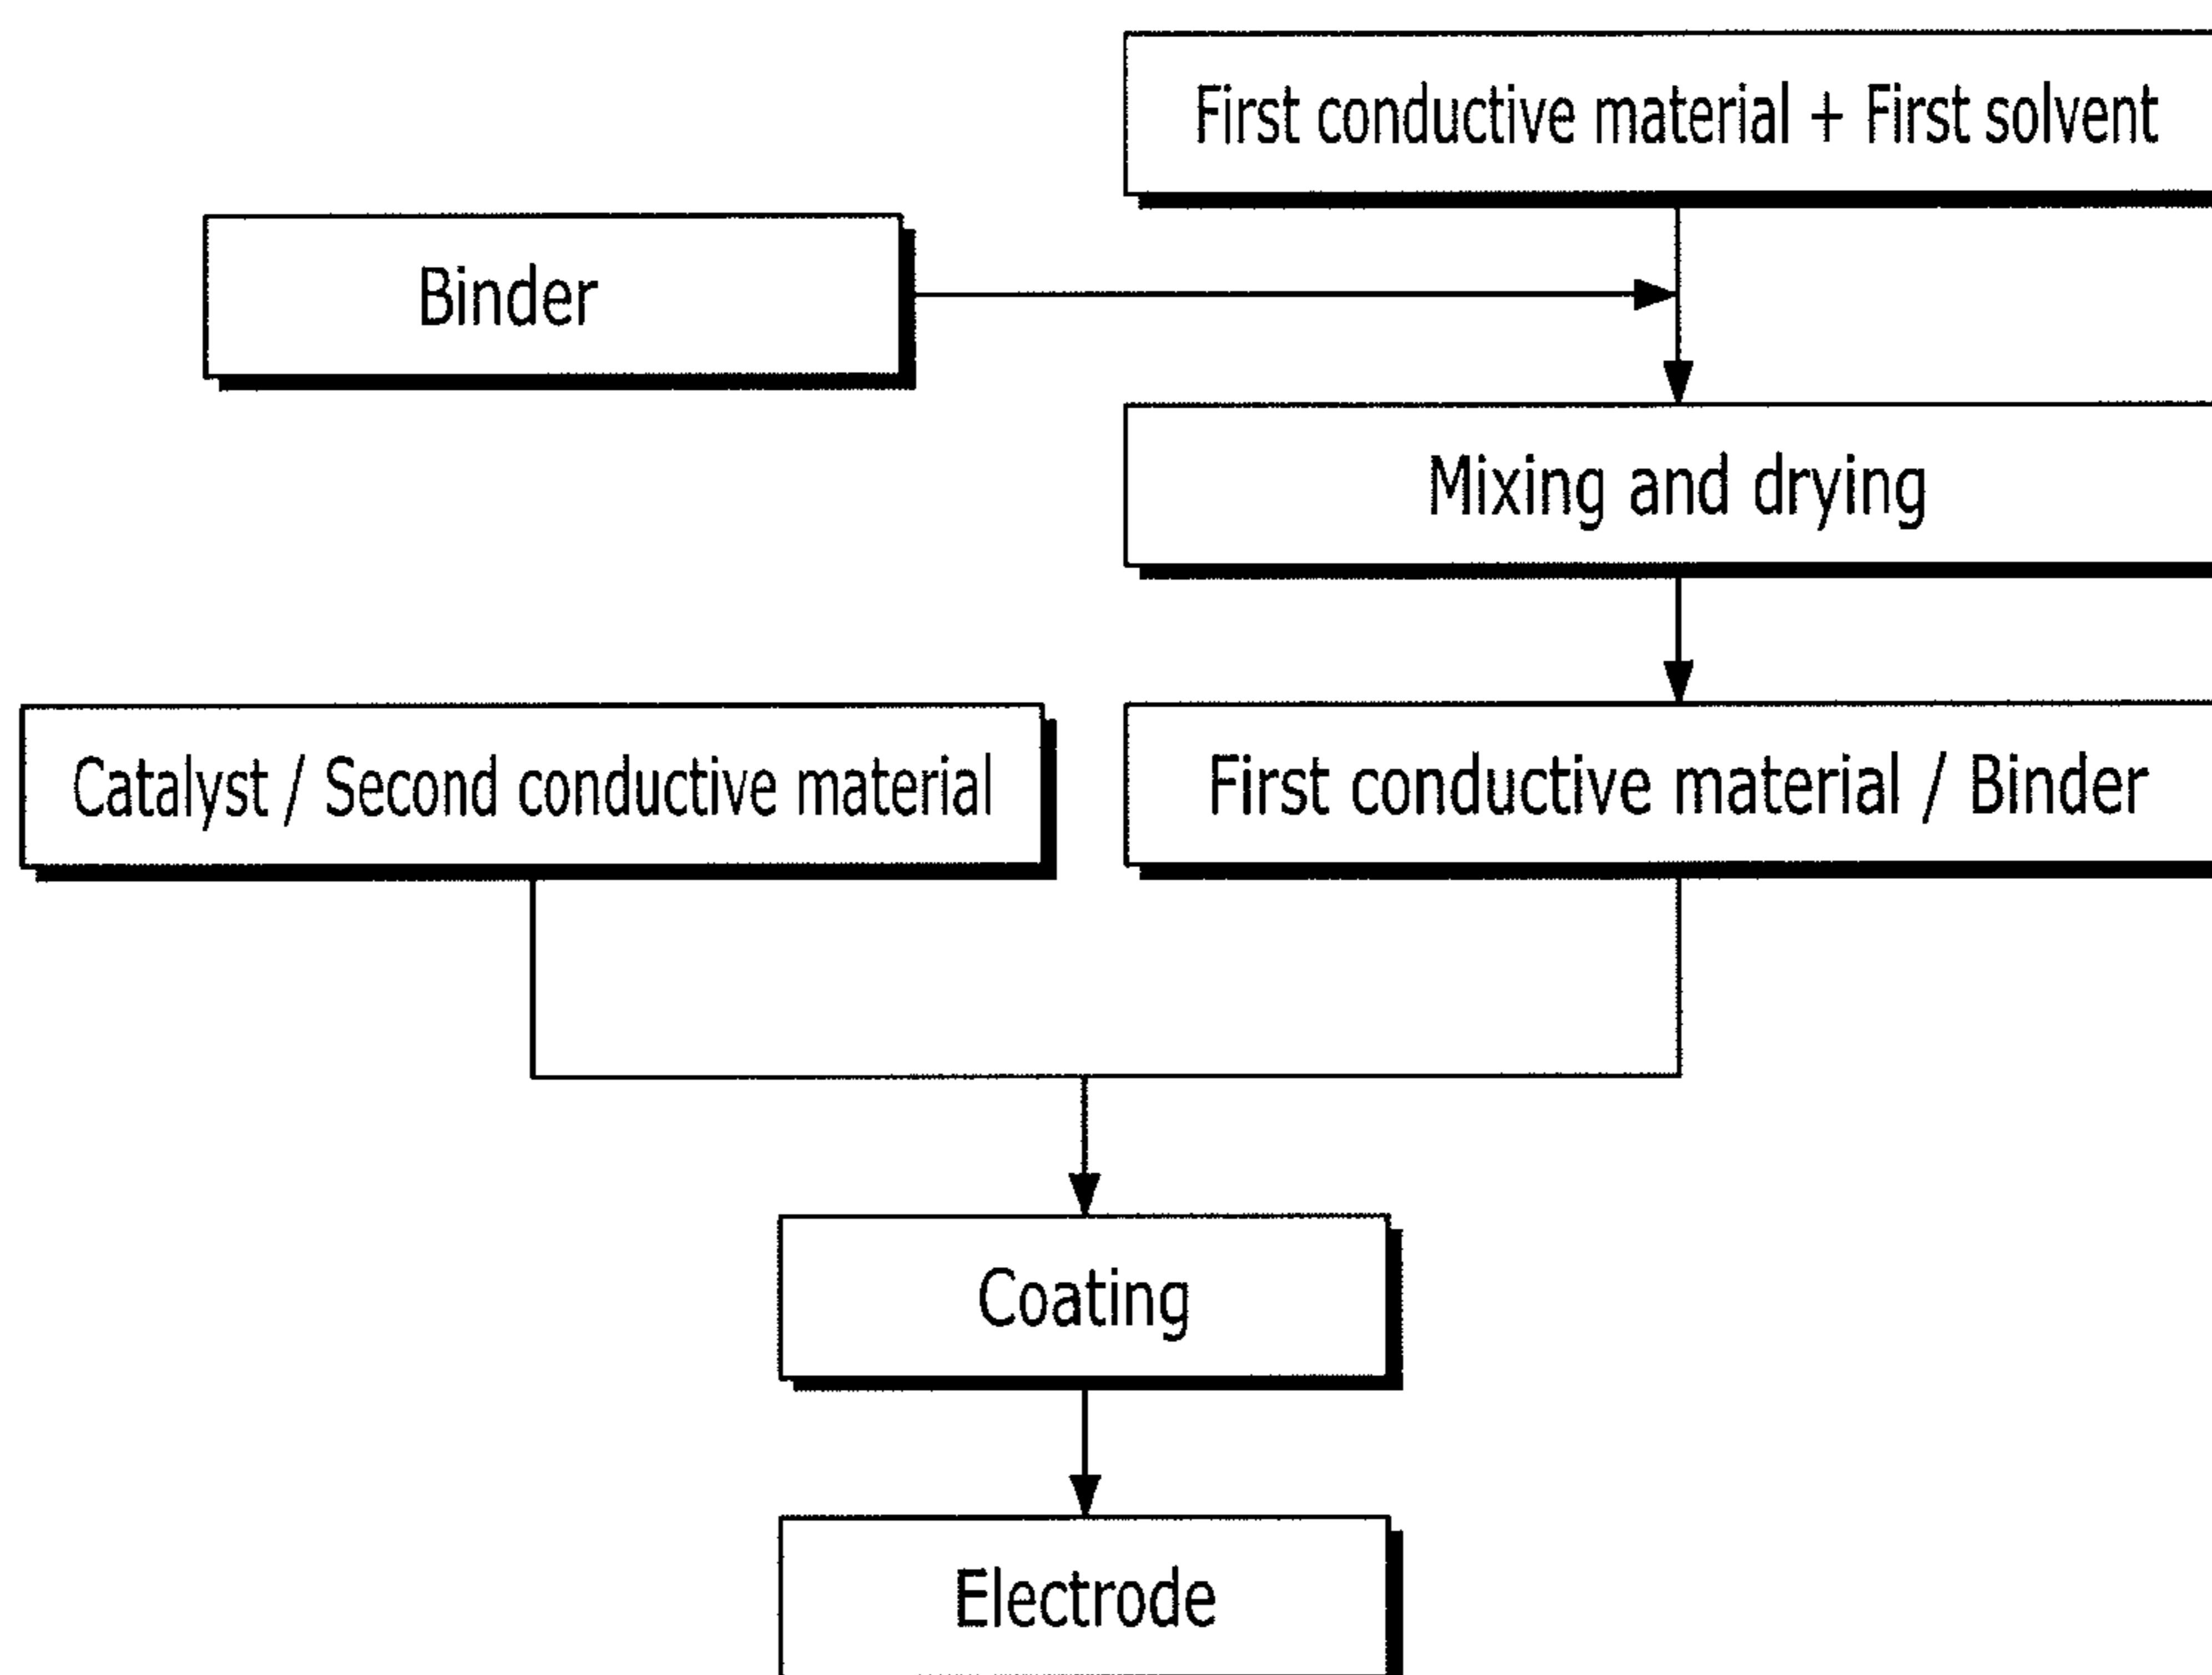 First conductive material + First solvent
Binder
Mixing and drying
Catalyst / Second conductive material
First conductive material / Binder
Coating
Electrode